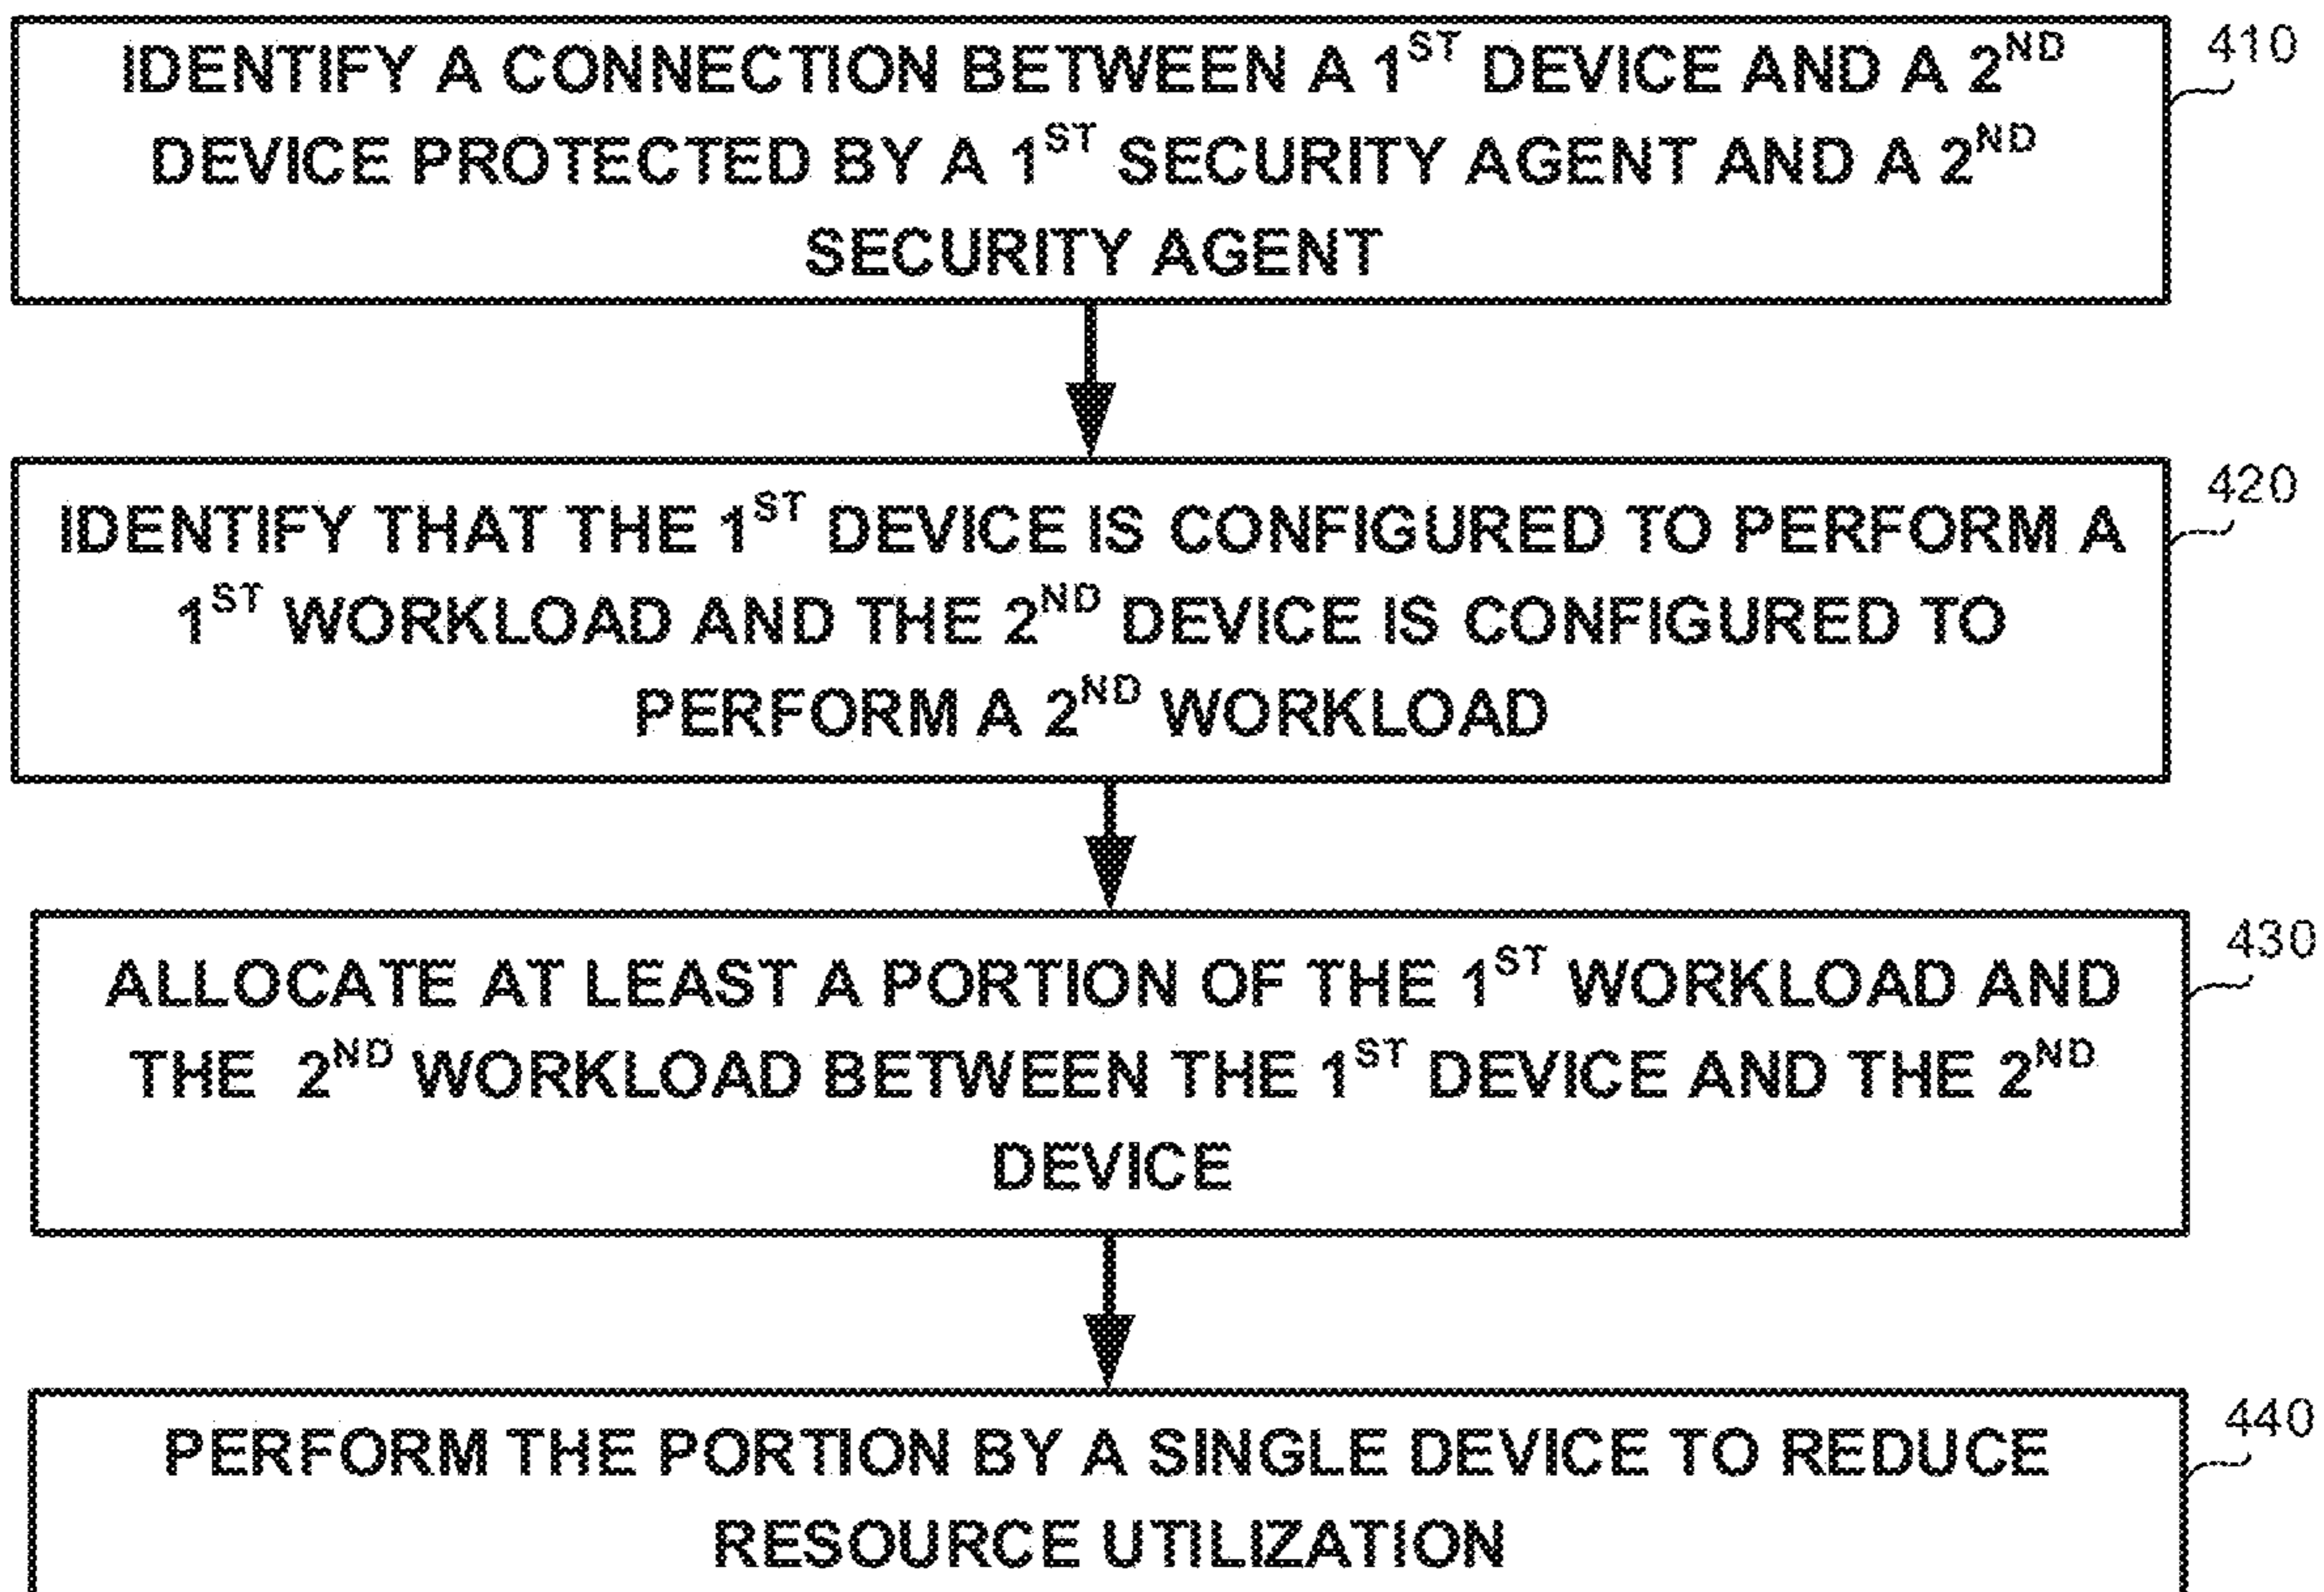 IDENTIFY A CONNECTION BETWEEN A 1ST DEVICE AND A 2ND
DEVICE PROTECTED BY A 1ST SECURITY AGENT AND A 2ND
SECURITY AGENT
410
IDENTIFY THAT THE 1ST DEVICE IS CONFIGURED TO PERFORM A
1ST WORKLOAD AND THE 2ND DEVICE IS CONFIGURED TO
PERFORM A 2ND WORKLOAD
420
ALLOCATE AT LEAST A PORTION OF THE 1ST WORKLOAD AND
THE 2ND WORKLOAD BETWEEN THE 1ST DEVICE AND THE 2ND
DEVICE
430
PERFORM THE PORTION BY A SINGLE DEVICE TO REDUCE
RESOURCE UTILIZATION
440